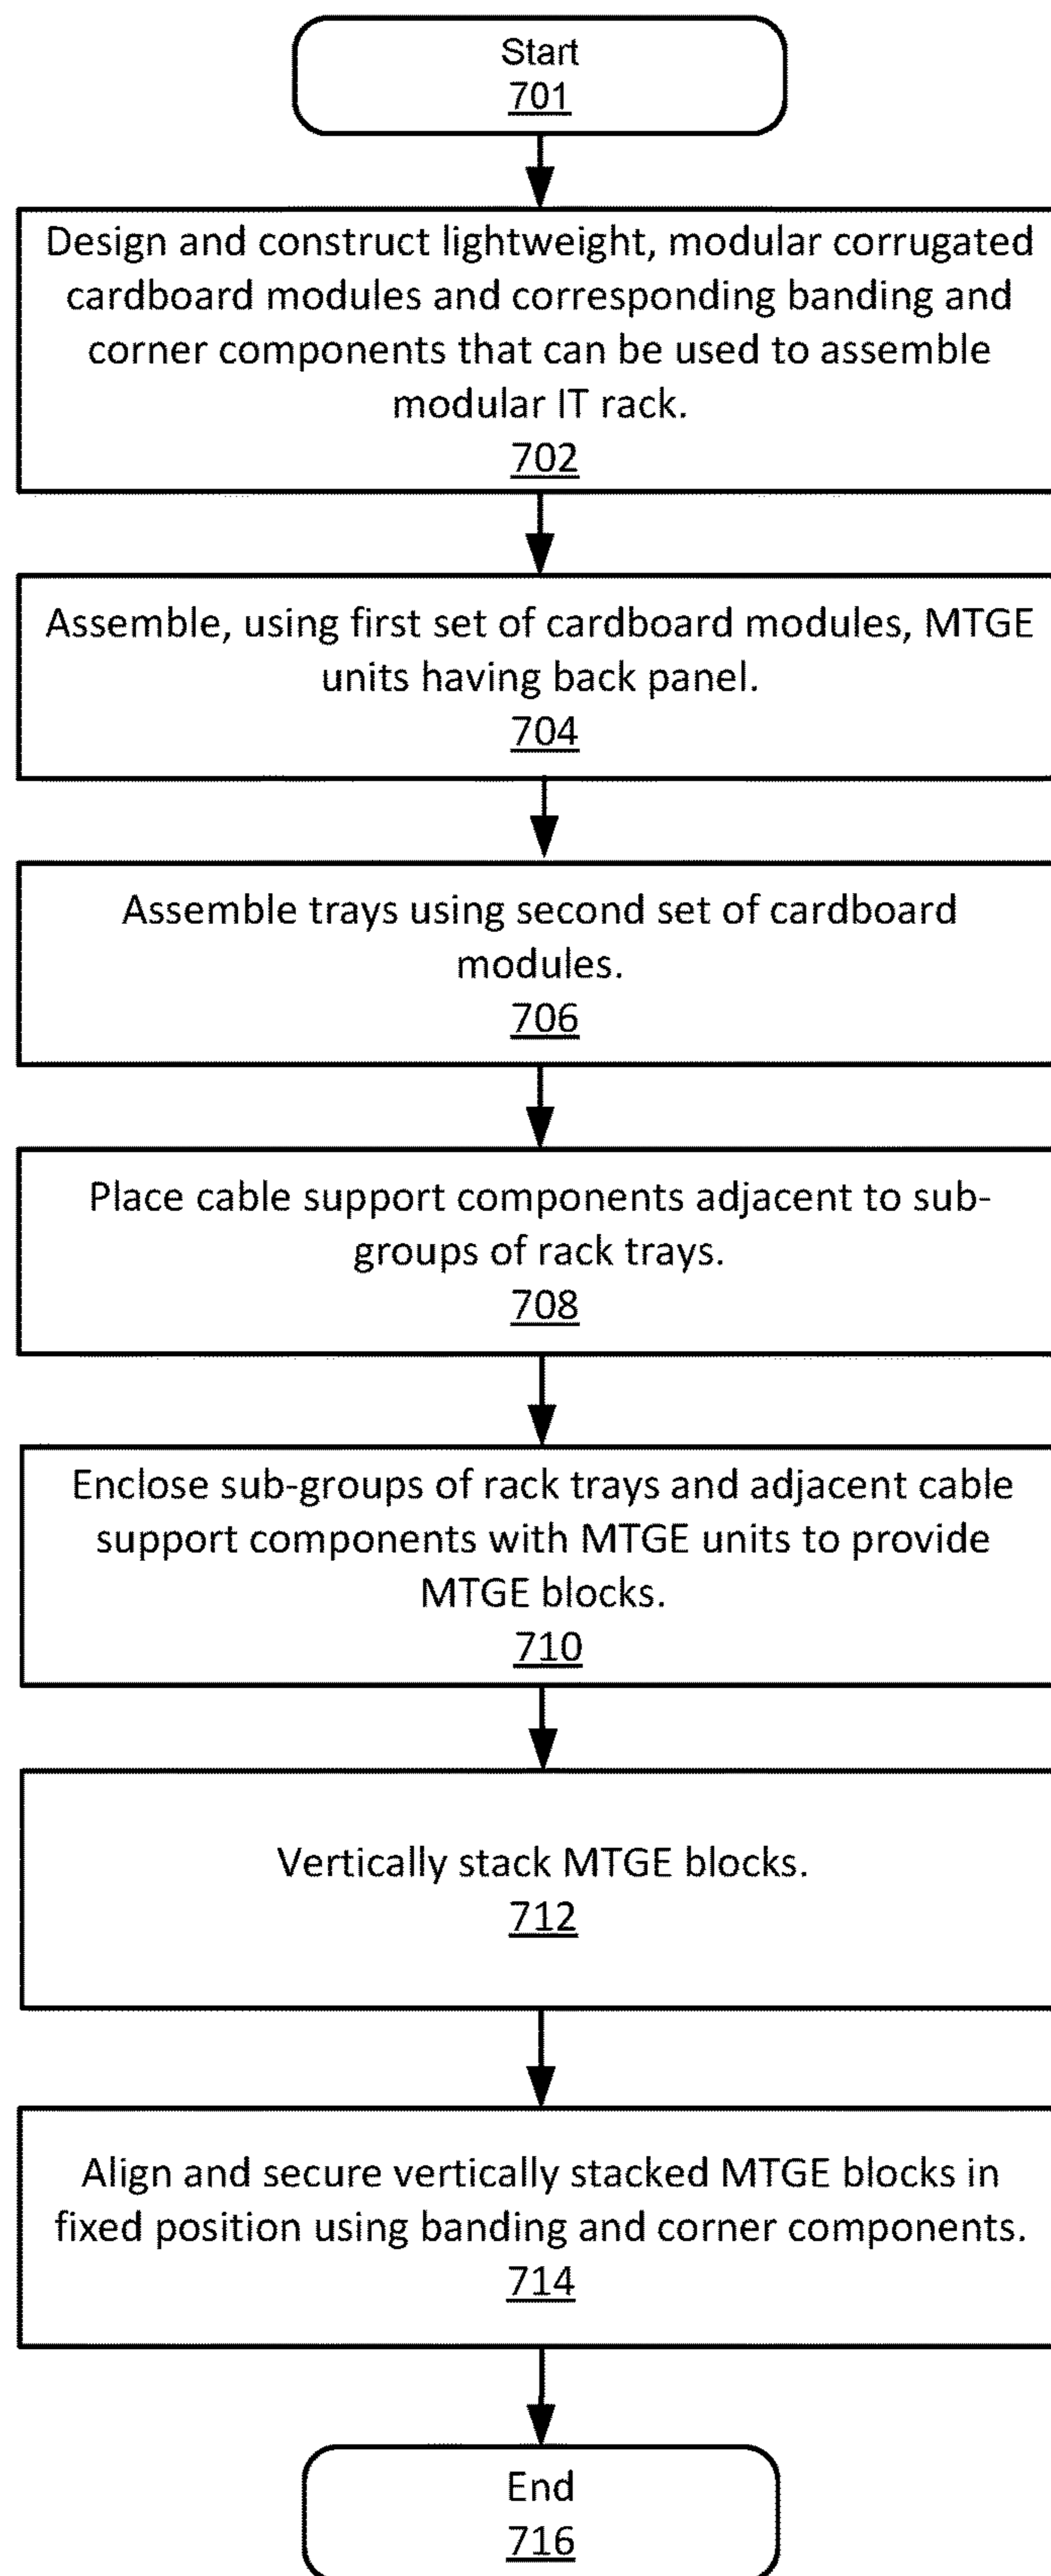 Start
701
Design and construct lightweight, modular corrugated
cardboard modules and corresponding banding and
corner components that can be used to assemble
modular IT rack.
702
Assemble, using first set of cardboard modules, MTGE
units having back panel.
704
Assemble trays using second set of cardboard
modules.
706
Place cable support components adjacent to sub-
groups of rack trays.
708
Enclose sub-groups of rack trays and adjacent cable
support components with MTGE units to provide
MTGE blocks.
710
Vertically stack MTGE blocks.
712
Align and secure vertically stacked MTGE blocks in
fixed position using banding and corner components.
714
End
716